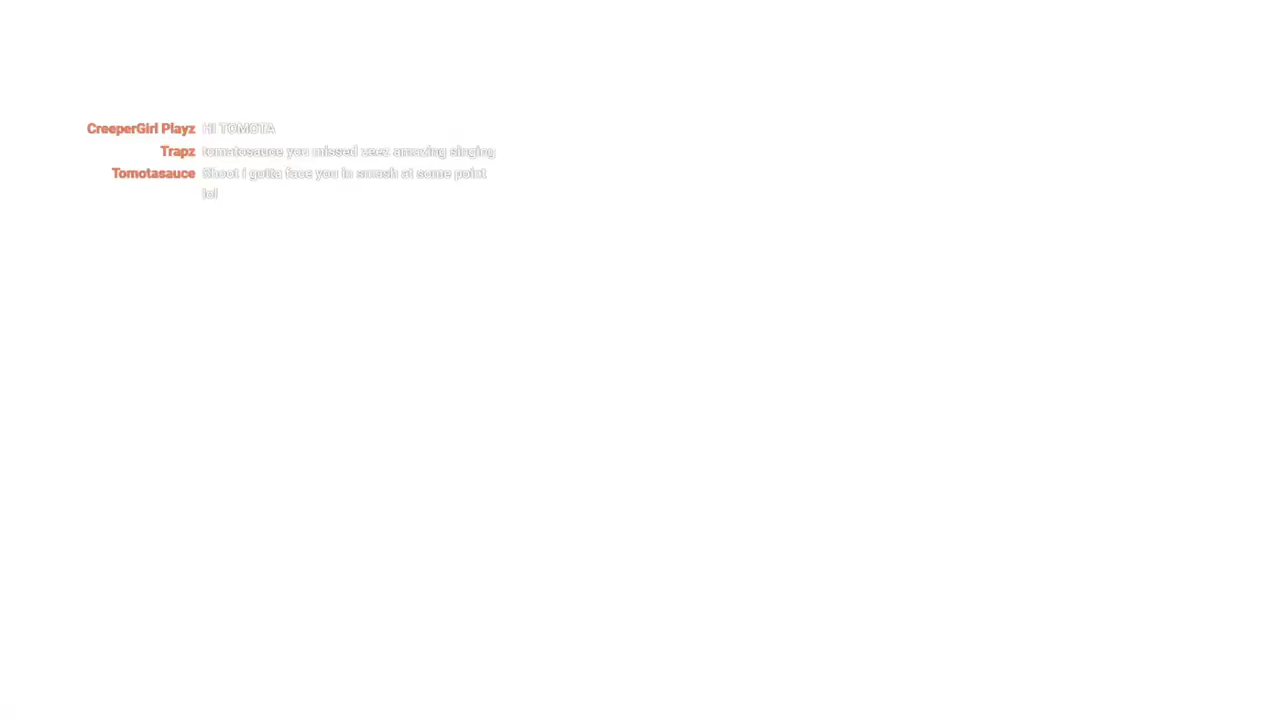 CreeperGirl Playz HI TOMOTA
Trapz tomatosauce you missed zeez amazing singing
Tomotasauce Shoot i gotta face you in smash at some point
lol